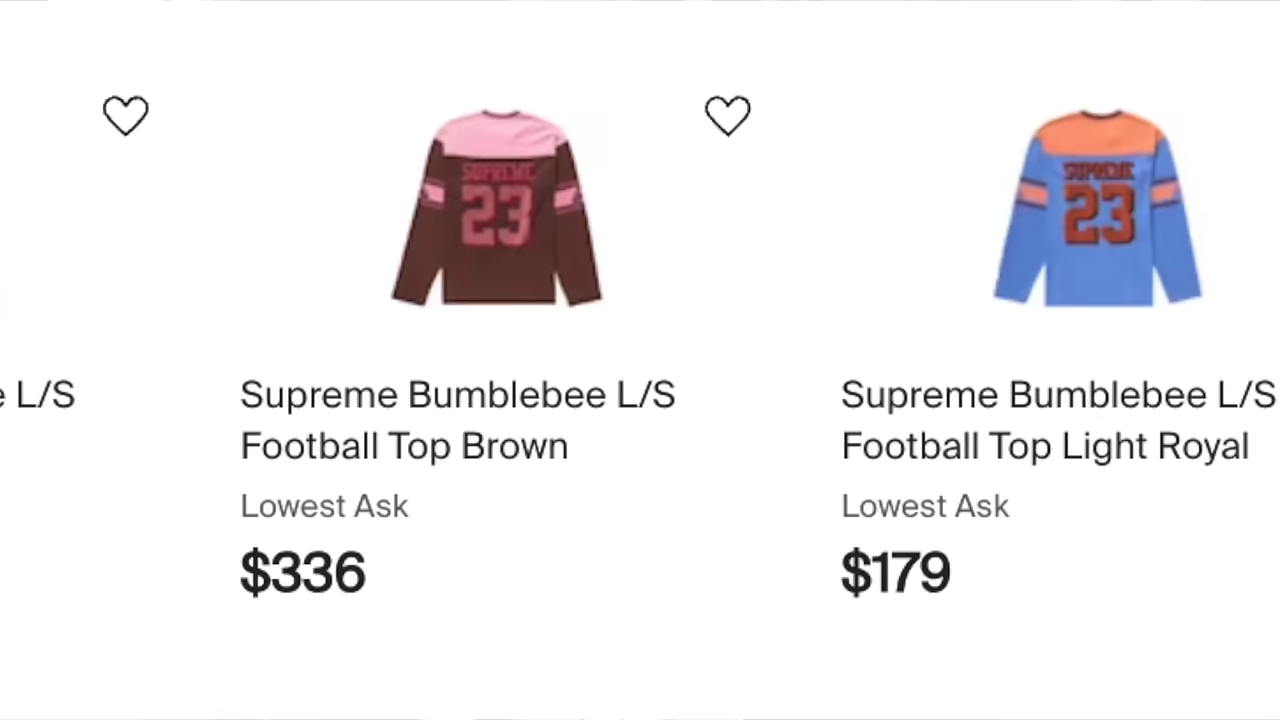 SUPREME
23
SUPREME
23
e L/S
Supreme Bumblebee L/S
Football Top Brown
Lowest Ask
$336
Supreme Bumblebee L/S
Football Top Light Royal
Lowest Ask
$179